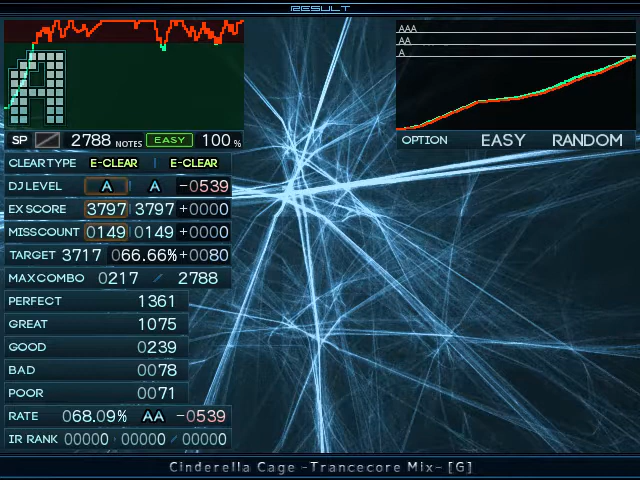 RESULT
AAA
AA
A
A
SP 2788 NOTES EASY 100 %
OPTION EASY RANDOM
CLEARTYPE E-CLEAR | E-CLEAR
DJ LEVEL A | A -0539
EX SCORE 3797 3797 +0000
MISSCOUNT 0149 0149 +0000
TARGET 3717 066.66% +0080
MAXCOMBO 0217 / 2788
PERFECT 1361
GREAT 1075
GOOD 0239
BAD 0078
POOR 0071
RATE 068.09% AA -0539
IR RANK 00000 00000 / 00000
Cinderella Cage -Trancecore Mix- [G]